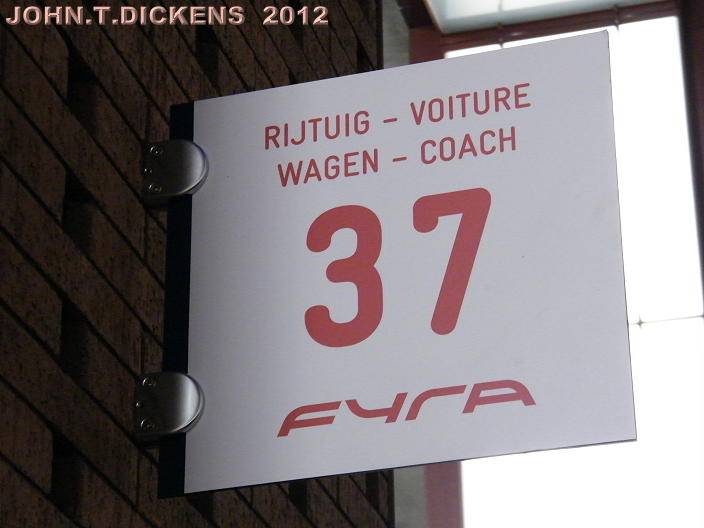 JOHN.T.DICKENS 2012
RIJTUIG – VOITURE
WAGEN – COACH
37
FYRA